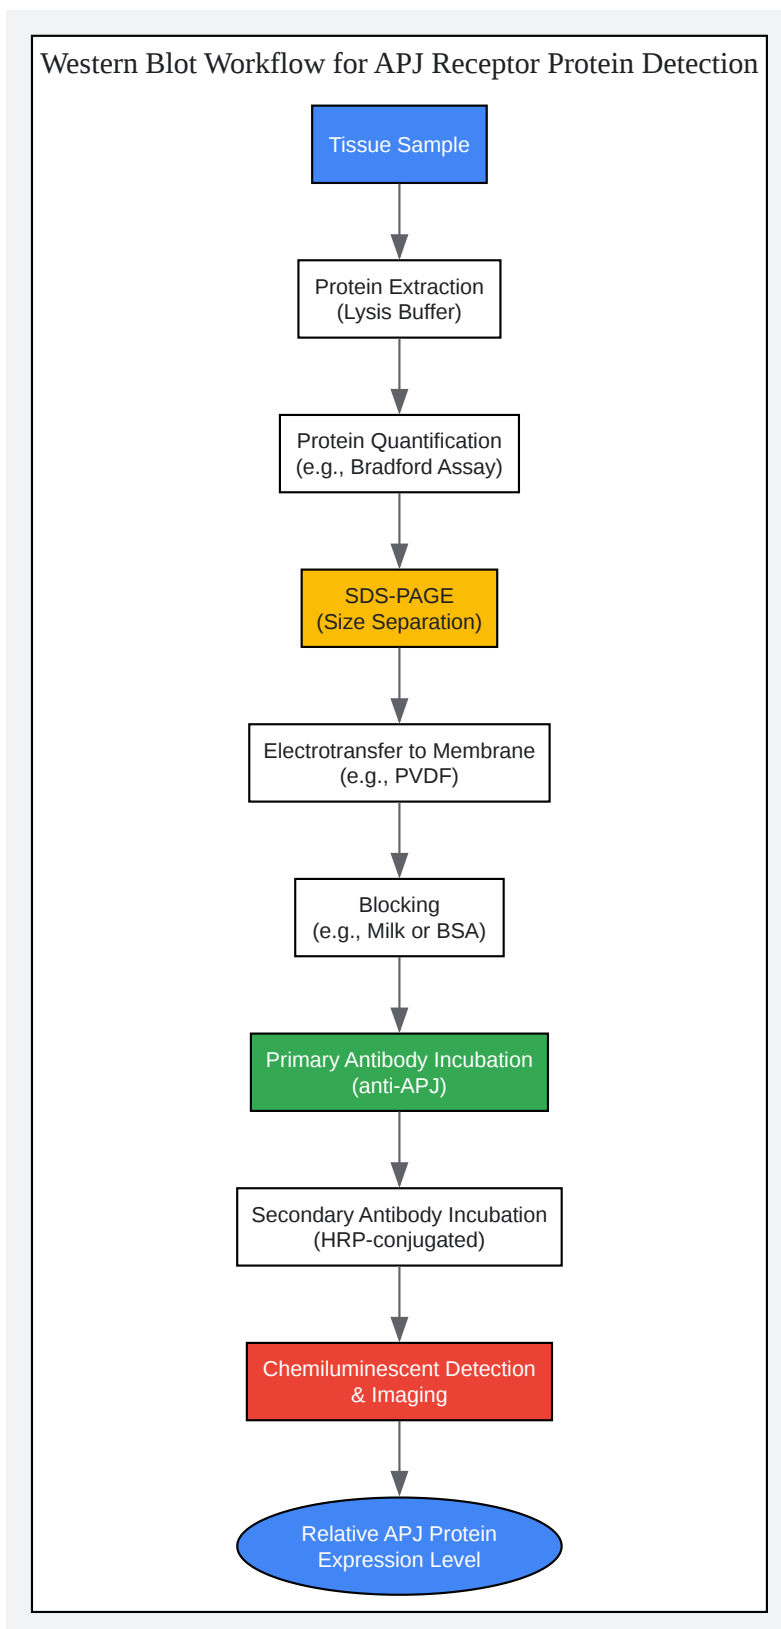 Western Blot Workflow for APJ Receptor Protein Detection
Tissue Sample
Protein Extraction
(Lysis Buffer)
Protein Quantification
(e.g., Bradford Assay)
SDS-PAGE
(Size Separation)
Electrotransfer to Membrane
(e.g., PVDF)
Blocking
(e.g., Milk or BSA)
Primary Antibody Incubation
(anti-APJ)
Secondary Antibody Incubation
(HRP-conjugated)
Chemiluminescent Detection
& Imaging
Relative APJ Protein
Expression Level